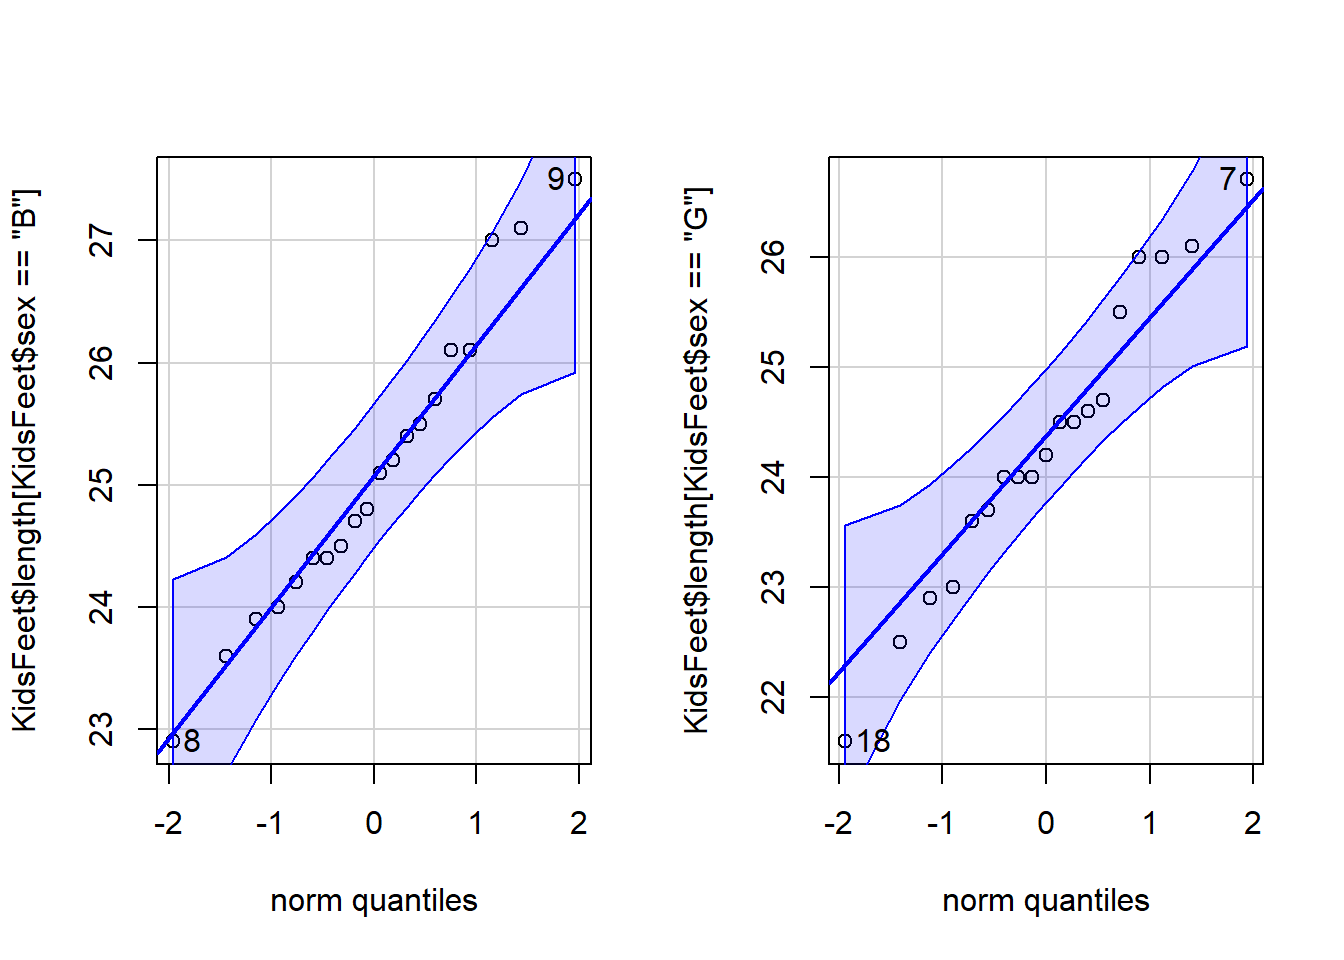 KidsFeet$length[KidsFeet$sex == "B"]
23 24 25 26 27
9
8
-2 -1 0 1 2
norm quantiles
KidsFeet$length[KidsFeet$sex == "G"]
22 23 24 25 26
7
18
-2 -1 0 1 2
norm quantiles